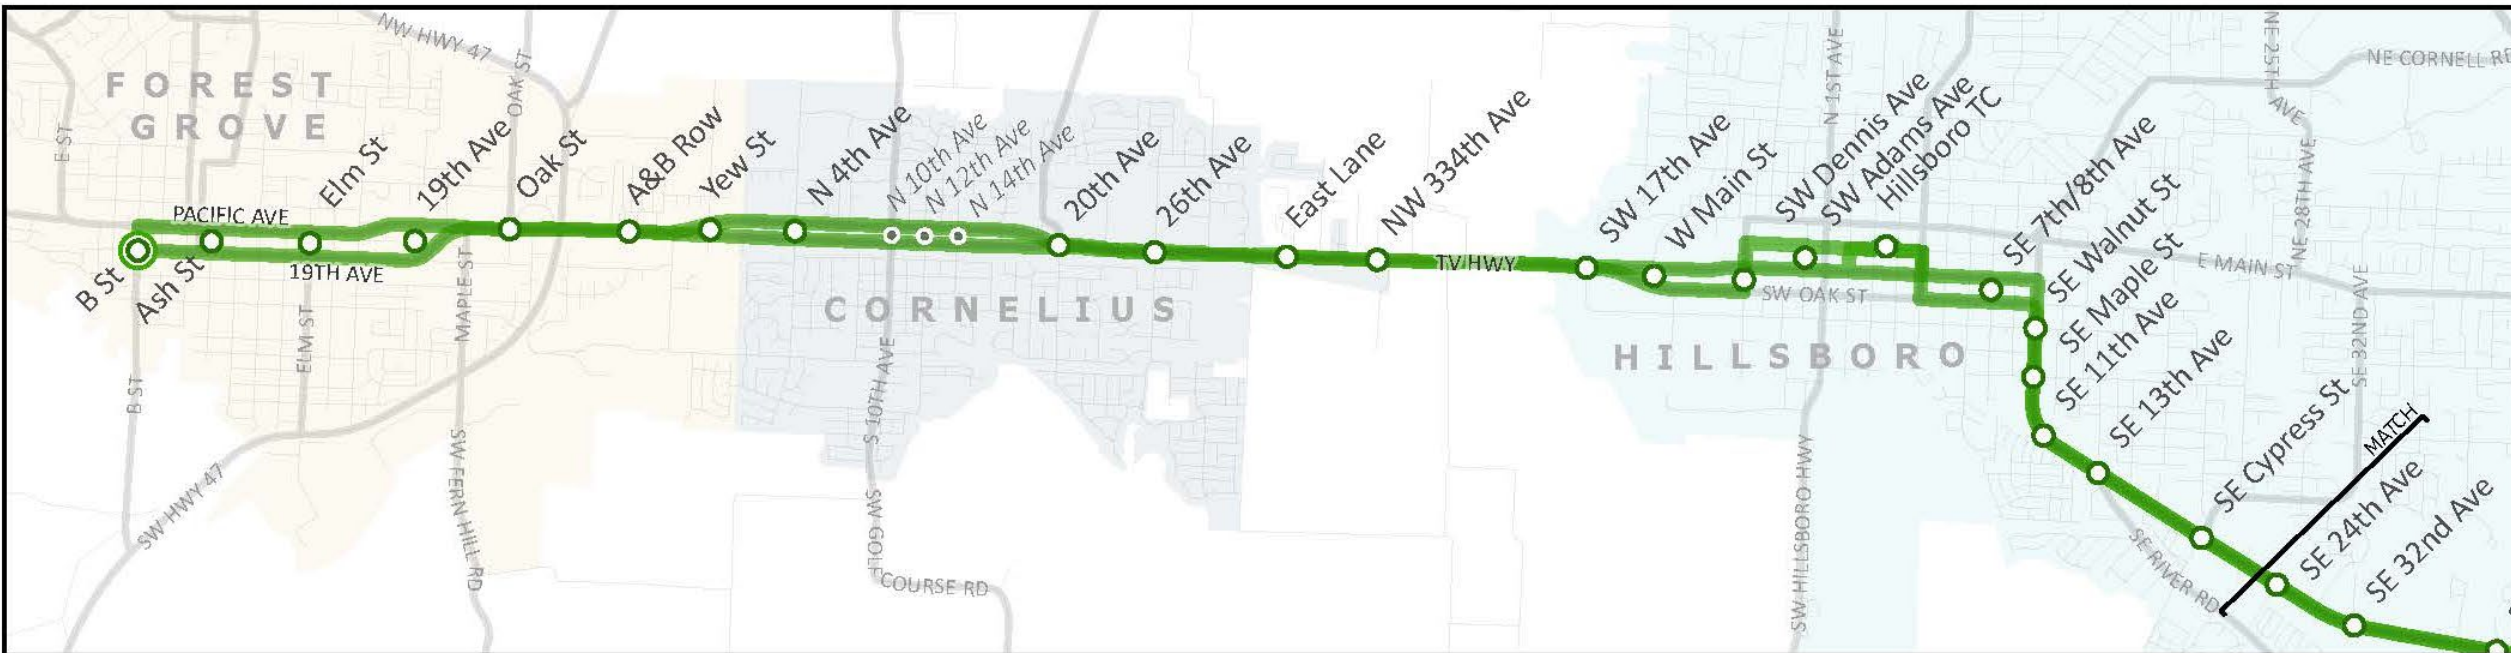 NW HWY 47
OAK ST
N 1ST AVE
NE 25TH AVE
NE CORNELL RD
FOREST
GROVE
E ST
Elm St
19th Ave
Oak St
A&B Row
Yew St
N 4th Ave
N 10th Ave
N 12th Ave
N 14th Ave
20th Ave
26th Ave
East Lane
NW 334th Ave
SW 17th Ave
W Main St
SW Dennis Ave
SW Adams Ave
Hillsboro TC
SE 7th/8th Ave
SE Walnut St
SE Maple St
SE 11th Ave
SE 13th Ave
SE Cypress St
SE 24th Ave
SE 32nd Ave
NE 28TH AVE
E MAIN ST
SE 32ND AVE
PACIFIC AVE
19TH AVE
B St
Ash St
TV HWY
SW OAK ST
CORNELIUS
HILLSBORO
B ST
ELM ST
MAPLE ST
S 10TH AVE
SW HWY 47
SW FERN HILL RD
SW GOLF
COURSE RD
SW HILLSBORO HWY
SE RIVER RD
MATCH